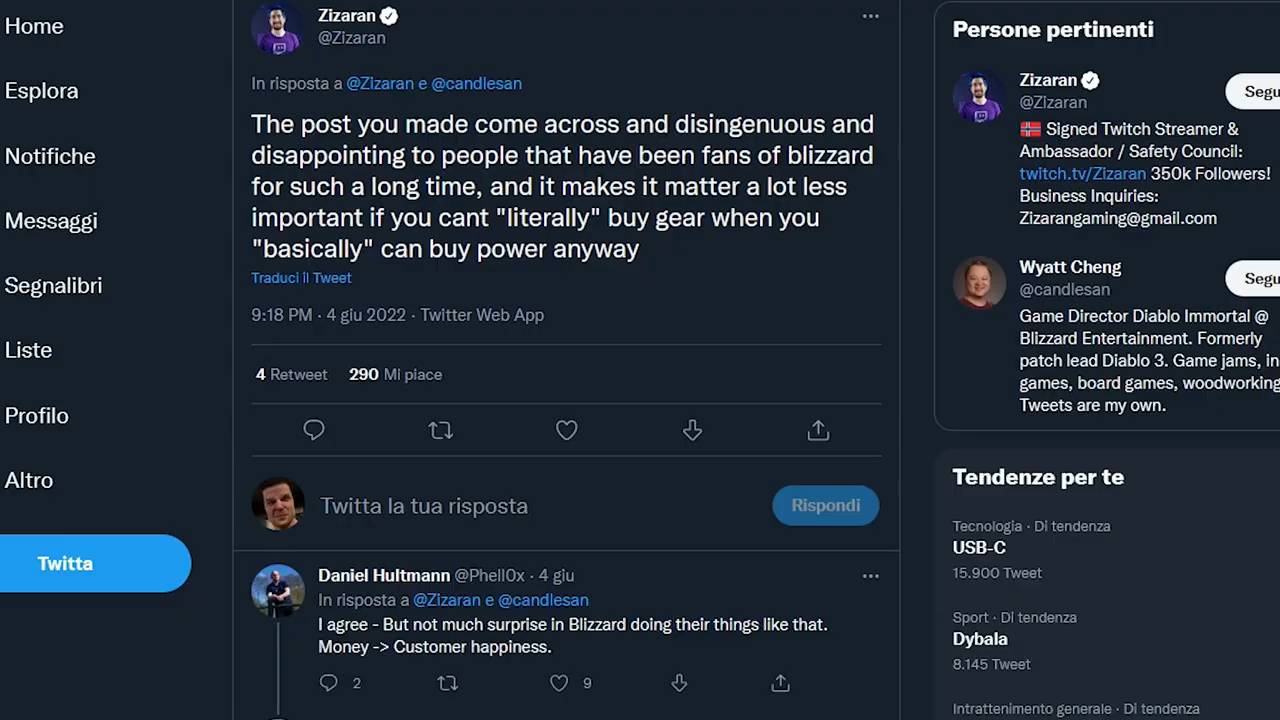 Home
Esplora
Notifiche
Messaggi
Segnalibri
Liste
Profilo
Altro
Twitta
Zizaran
@Zizaran
In risposta a @Zizaran e @candlesan
The post you made come across and disingenuous and
disappointing to people that have been fans of blizzard
for such a long time, and it makes it matter a lot less
important if you cant "literally" buy gear when you
"basically" can buy power anyway
Traduci il Tweet
9:18 PM · 4 giu 2022 · Twitter Web App
4 Retweet 290 Mi piace
Twitta la tua risposta
Rispondi
Daniel Hultmann @Phell0x · 4 giu
In risposta a @Zizaran e @candlesan
I agree - But not much surprise in Blizzard doing their things like that.
Money -> Customer happiness.
2 9
Persone pertinenti
Zizaran
@Zizaran
Segu
Signed Twitch Streamer &
Ambassador / Safety Council:
twitch.tv/Zizaran 350k Followers!
Business Inquiries:
Zizarangaming@gmail.com
Wyatt Cheng
@candlesan
Segu
Game Director Diablo Immortal @
Blizzard Entertainment. Formerly
patch lead Diablo 3. Game jams, in
games, board games, woodworking
Tweets are my own.
Tendenze per te
Tecnologia · Di tendenza
USB-C
15.900 Tweet
Sport · Di tendenza
Dybala
8.145 Tweet
Intrattenimento generale · Di tendenza